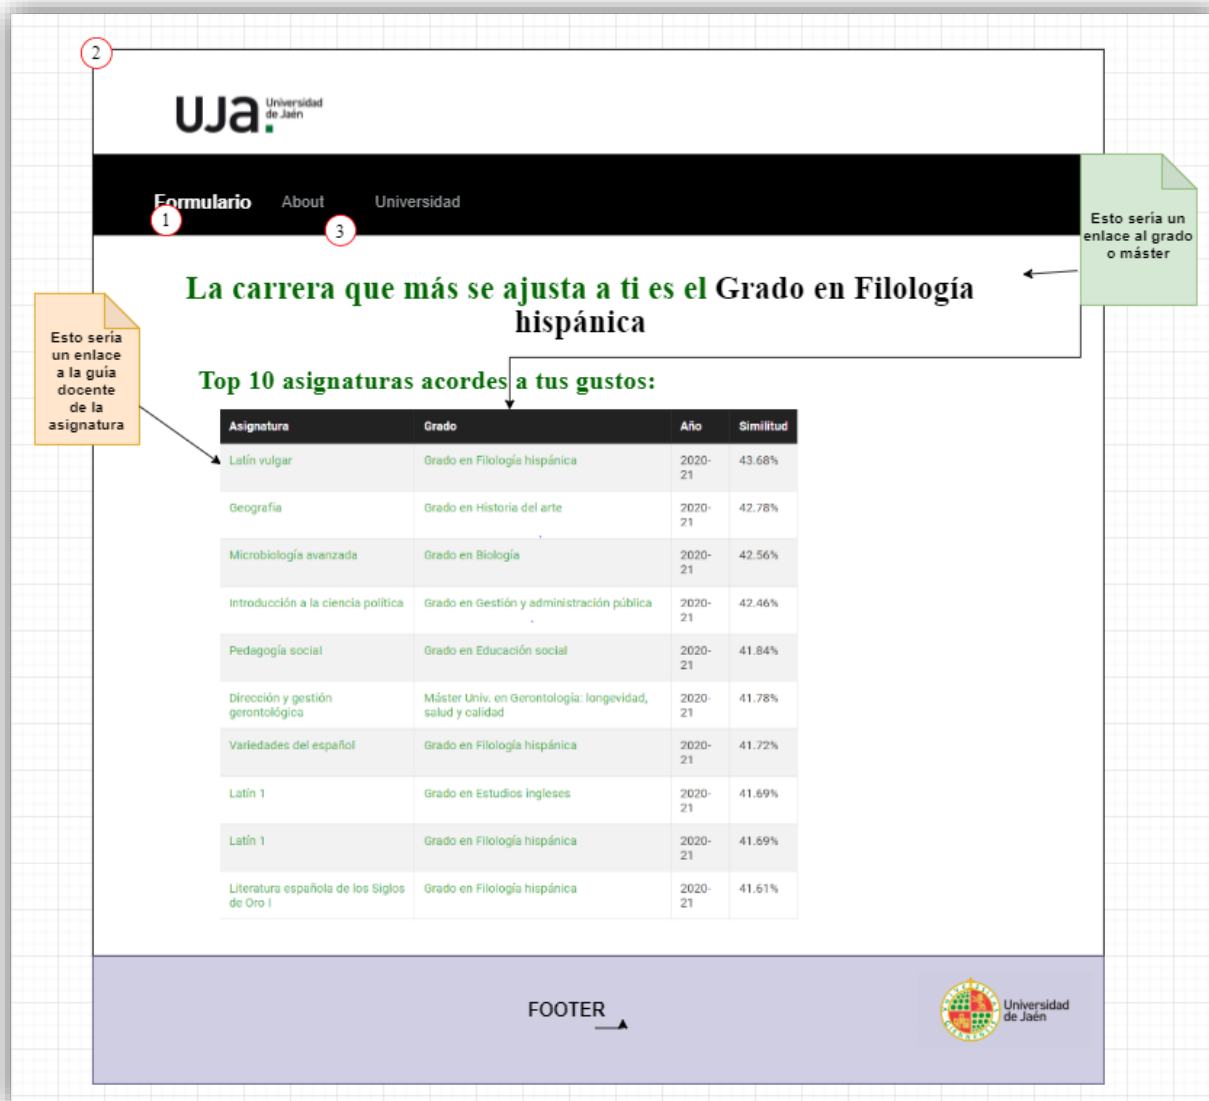 2
uja. Universidad
de Jaén
Formulario About Universidad
1
3
Esto sería un
enlace al grado
o máster
La carrera que más se ajusta a ti es el Grado en Filología
hispánica
Esto sería
un enlace
a la guía
docente
de la
asignatura
Top 10 asignaturas acordes a tus gustos:
Asignatura Grado Año Similitud
Latín vulgar Grado en Filología hispánica 2020- 43.68%
21
Geografía Grado en Historia del arte 2020- 42.78%
21
Microbiología avanzada Grado en Biología 2020- 42.56%
21
Introducción a la ciencia política Grado en Gestión y administración pública 2020- 42.46%
21
Pedagogía social Grado en Educación social 2020- 41.84%
21
Dirección y gestión Máster Univ. en Gerontología: longevidad, 2020- 41.78%
gerontológica salud y calidad 21
Variedades del español Grado en Filología hispánica 2020- 41.72%
21
Latín 1 Grado en Estudios ingleses 2020- 41.69%
21
Latín 1 Grado en Filología hispánica 2020- 41.69%
21
Literatura española de los Siglos Grado en Filología hispánica 2020- 41.61%
de Oro I 21
FOOTER
Universidad
de Jaén